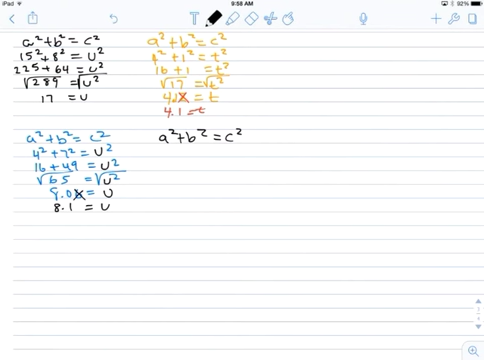 iPad
9:58 AM
92%
a² + b² = c²
15² + 8² = U²
225 + 64 = U²
√289 = √U²
17 = U
a² + b² = c²
4² + 1² = t²
16 + 1 = t²
√17 = √t²
= t
4.1 = t
a² + b² = c²
4² + 7² = U²
16 + 49 = U²
√65 = √U²
= U
8.1 = U
a² + b² = c²
T